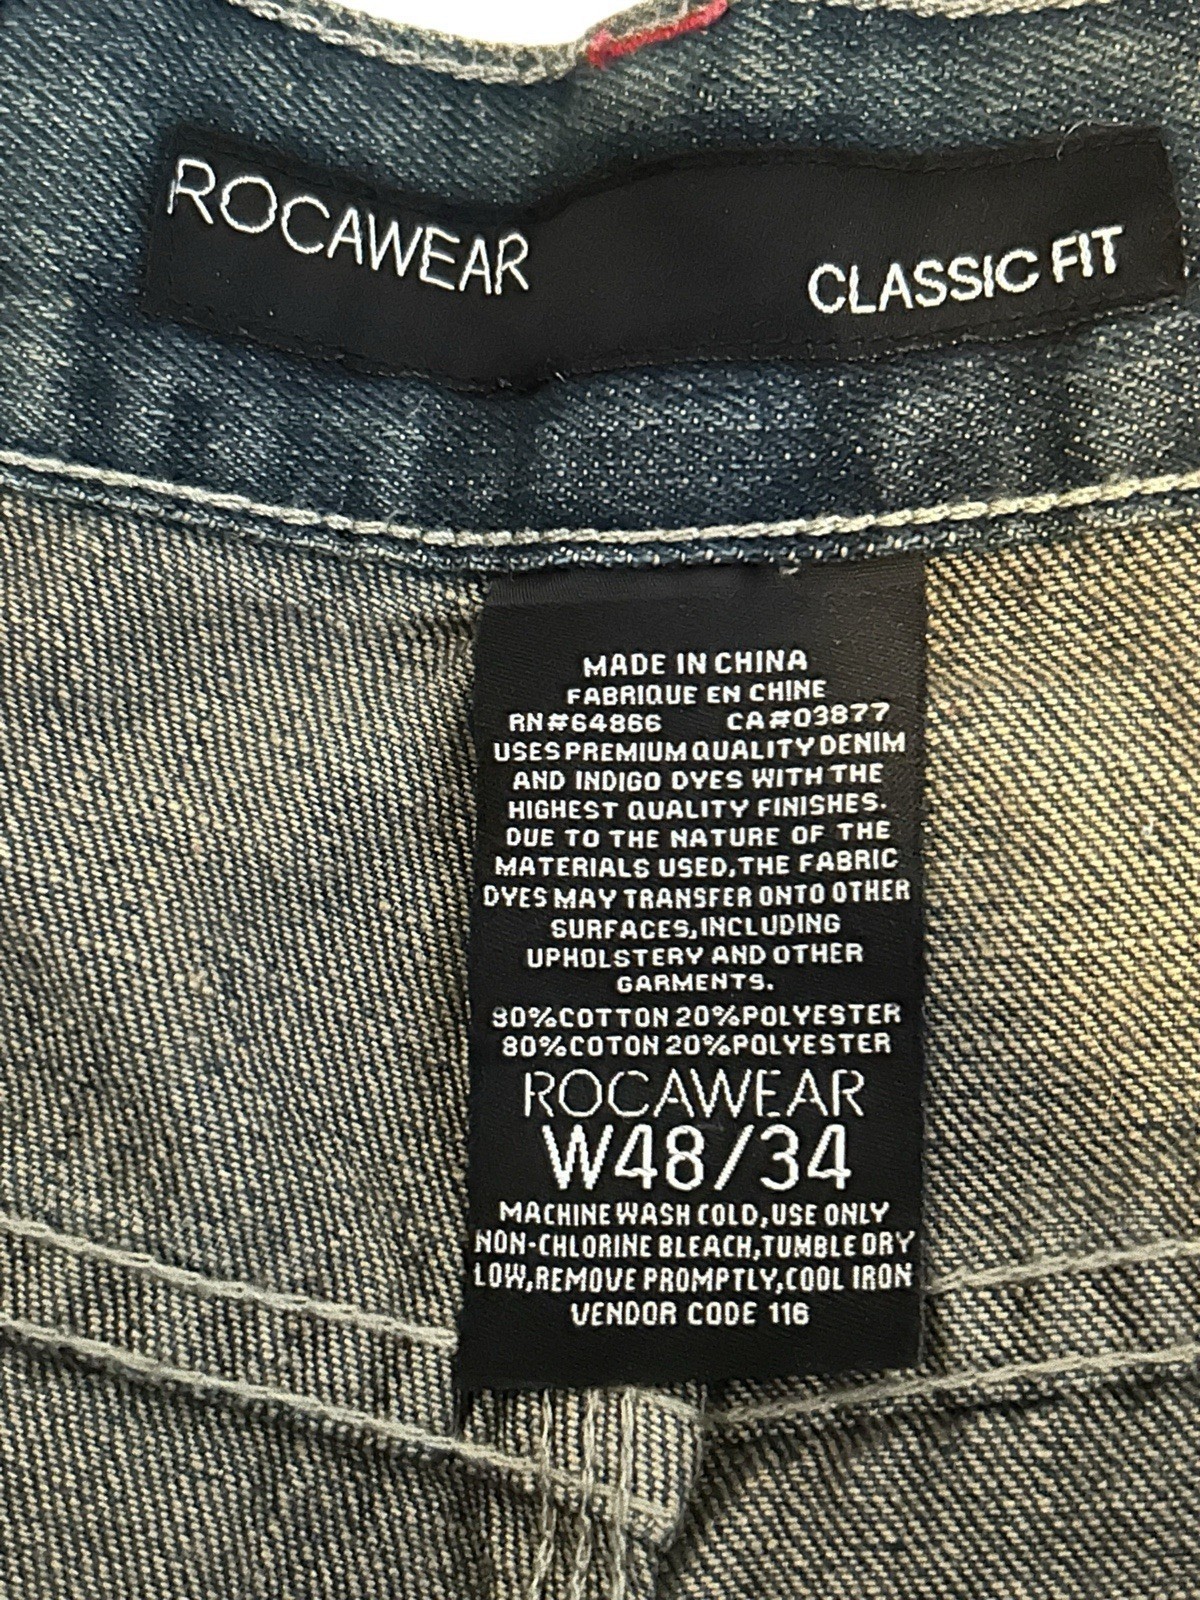 ROCAWEAR
CLASSIC FIT
MADE IN CHINA
FABRIQUE EN CHINE
RN#64866 CA#03877
USES PREMIUM QUALITY DENIM
AND INDIGO DYES WITH THE
HIGHEST QUALITY FINISHES.
DUE TO THE NATURE OF THE
MATERIALS USED,THE FABRIC
DYES MAY TRANSFER ONTO OTHER
SURFACES,INCLUDING
UPHOLSTERY AND OTHER
GARMENTS.
80%COTTON 20%POLYESTER
80%COTON 20%POLYESTER
ROCAWEAR
W48/34
MACHINE WASH COLD,USE ONLY
NON-CHLORINE BLEACH,TUMBLE DRY
LOW,REMOVE PROMPTLY,COOL IRON
VENDOR CODE 116